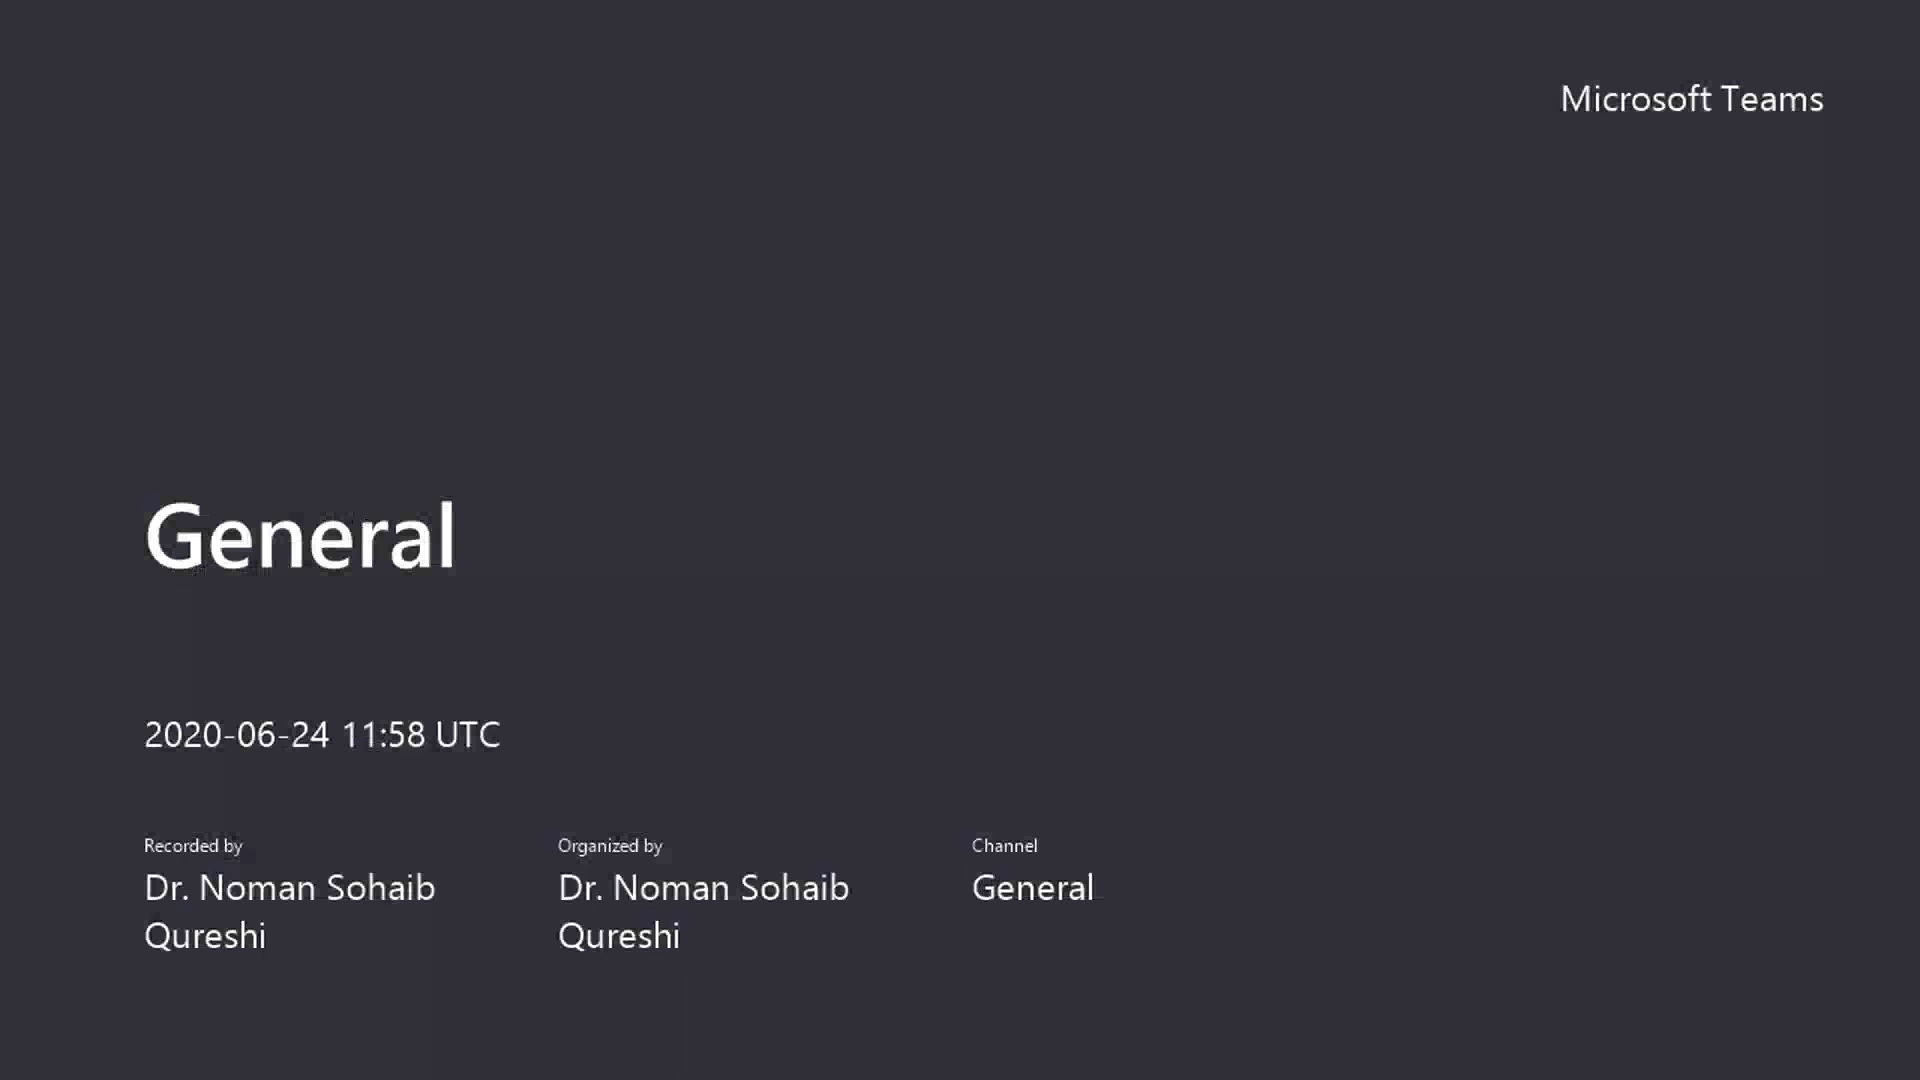 Microsoft Teams
General
2020-06-24 11:58 UTC
Recorded by
Dr. Noman Sohaib
Qureshi
Organized by
Dr. Noman Sohaib
Qureshi
Channel
General